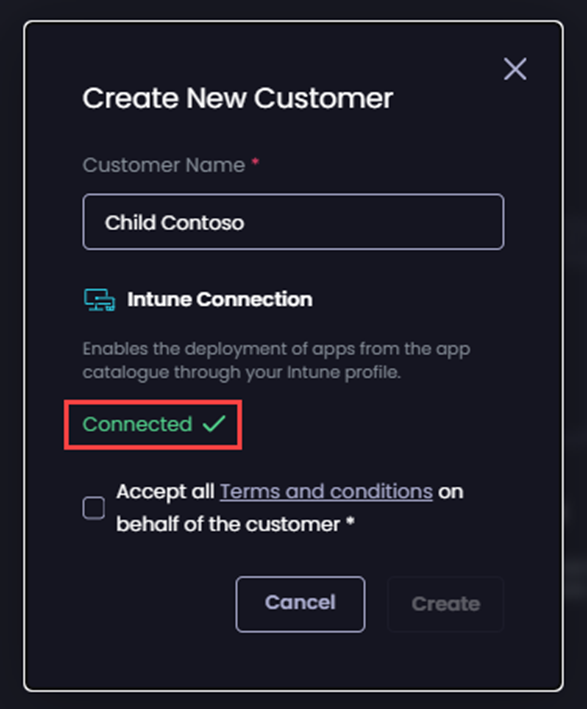 Create New Customer
Customer Name *
Child Contoso
Intune Connection
Enables the deployment of apps from the app
catalogue through your Intune profile.
Connected
Accept all Terms and conditions on
behalf of the customer *
Cancel
Create